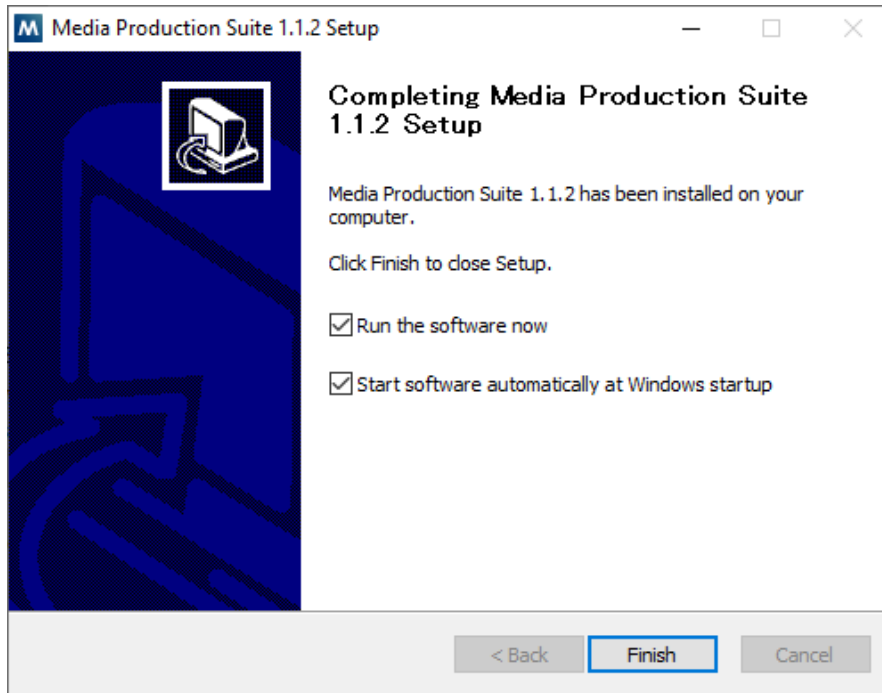 Media Production Suite 1.1.2 Setup
Completing Media Production Suite
1.1.2 Setup
Media Production Suite 1.1.2 has been installed on your
computer.
Click Finish to close Setup.
Run the software now
Start software automatically at Windows startup
< Back Finish Cancel